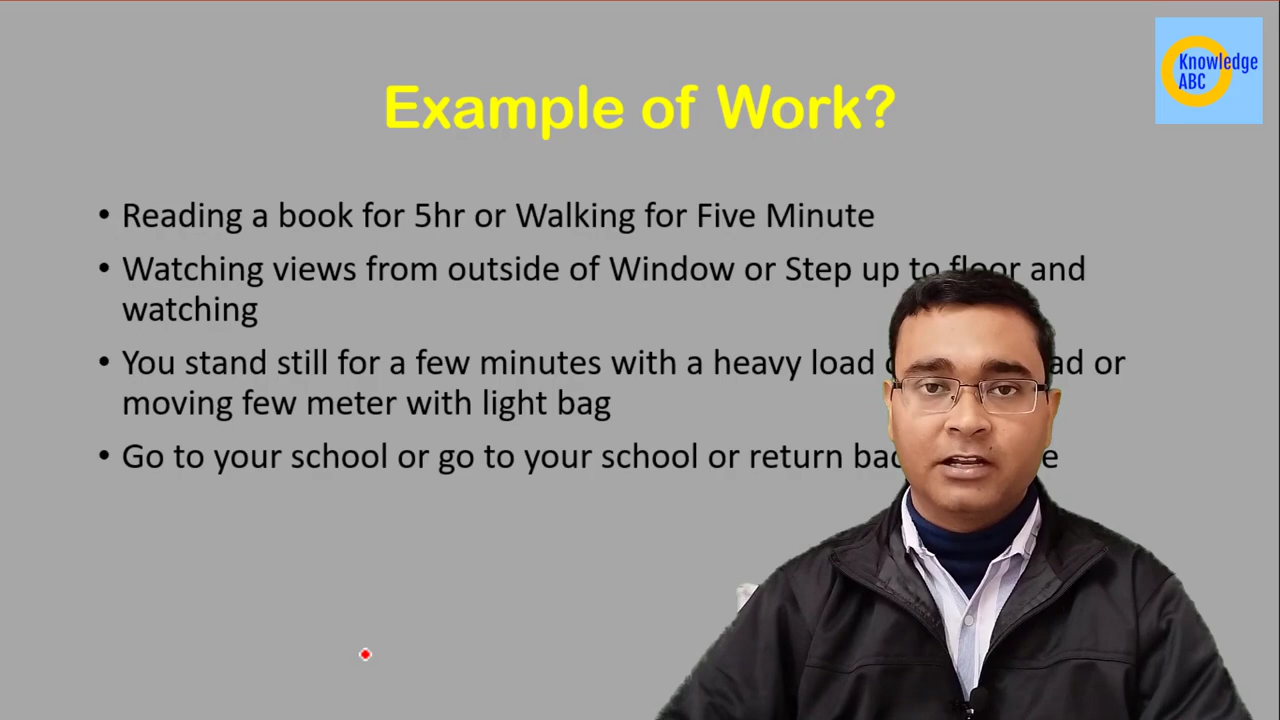 Knowledge
ABC
Example of Work?
• Reading a book for 5hr or Walking for Five Minute
• Watching views from outside of Window or Step up to floor and
watching
• You stand still for a few minutes with a heavy load or
moving few meter with light bag
• Go to your school or go to your school or return